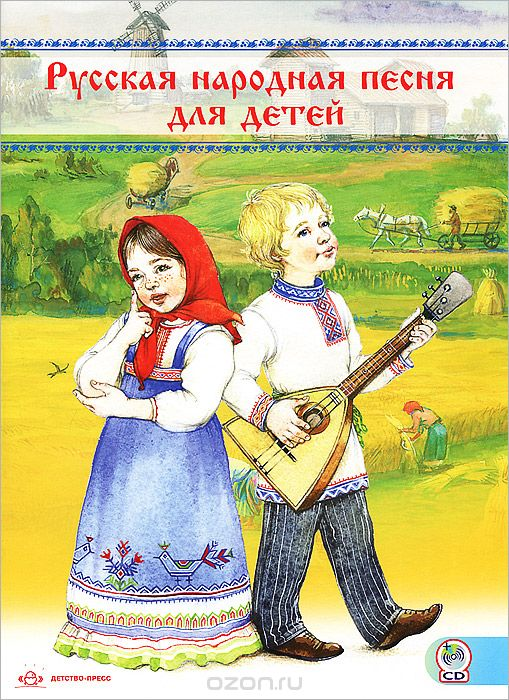 Русская народная песня
для детей
ДЕТСТВО-ПРЕСС
+
CD
ozon.ru